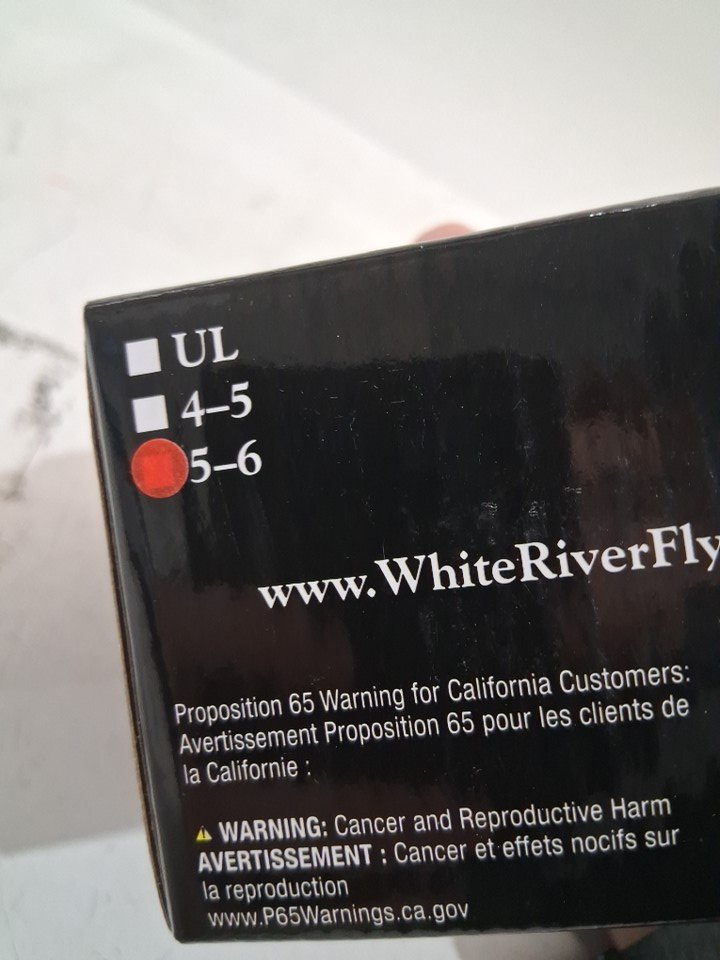 UL
4–5
5–6
www.WhiteRiverFly
Proposition 65 Warning for California Customers:
Avertissement Proposition 65 pour les clients de
la Californie :
WARNING: Cancer and Reproductive Harm
AVERTISSEMENT : Cancer et effets nocifs sur
la reproduction
www.P65Warnings.ca.gov